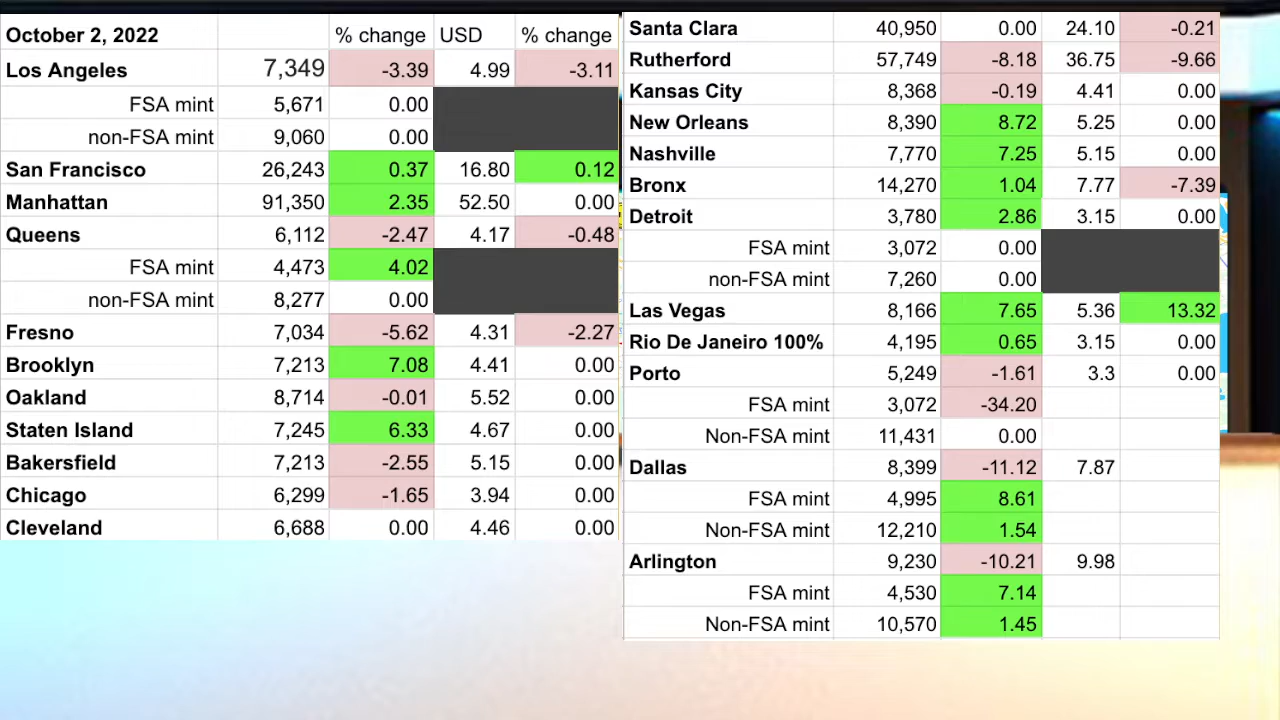 October 2, 2022 % change USD % change
Los Angeles 7,349 -3.39 4.99 -3.11
FSA mint 5,671 0.00
non-FSA mint 9,060 0.00
San Francisco 26,243 0.37 16.80 0.12
Manhattan 91,350 2.35 52.50 0.00
Queens 6,112 -2.47 4.17 -0.48
FSA mint 4,473 4.02
non-FSA mint 8,277 0.00
Fresno 7,034 -5.62 4.31 -2.27
Brooklyn 7,213 7.08 4.41 0.00
Oakland 8,714 -0.01 5.52 0.00
Staten Island 7,245 6.33 4.67 0.00
Bakersfield 7,213 -2.55 5.15 0.00
Chicago 6,299 -1.65 3.94 0.00
Cleveland 6,688 0.00 4.46 0.00
Santa Clara 40,950 0.00 24.10 -0.21
Rutherford 57,749 -8.18 36.75 -9.66
Kansas City 8,368 -0.19 4.41 0.00
New Orleans 8,390 8.72 5.25 0.00
Nashville 7,770 7.25 5.15 0.00
Bronx 14,270 1.04 7.77 -7.39
Detroit 3,780 2.86 3.15 0.00
FSA mint 3,072 0.00
non-FSA mint 7,260 0.00
Las Vegas 8,166 7.65 5.36 13.32
Rio De Janeiro 100% 4,195 0.65 3.15 0.00
Porto 5,249 -1.61 3.3 0.00
FSA mint 3,072 -34.20
Non-FSA mint 11,431 0.00
Dallas 8,399 -11.12 7.87
FSA mint 4,995 8.61
Non-FSA mint 12,210 1.54
Arlington 9,230 -10.21 9.98
FSA mint 4,530 7.14
Non-FSA mint 10,570 1.45